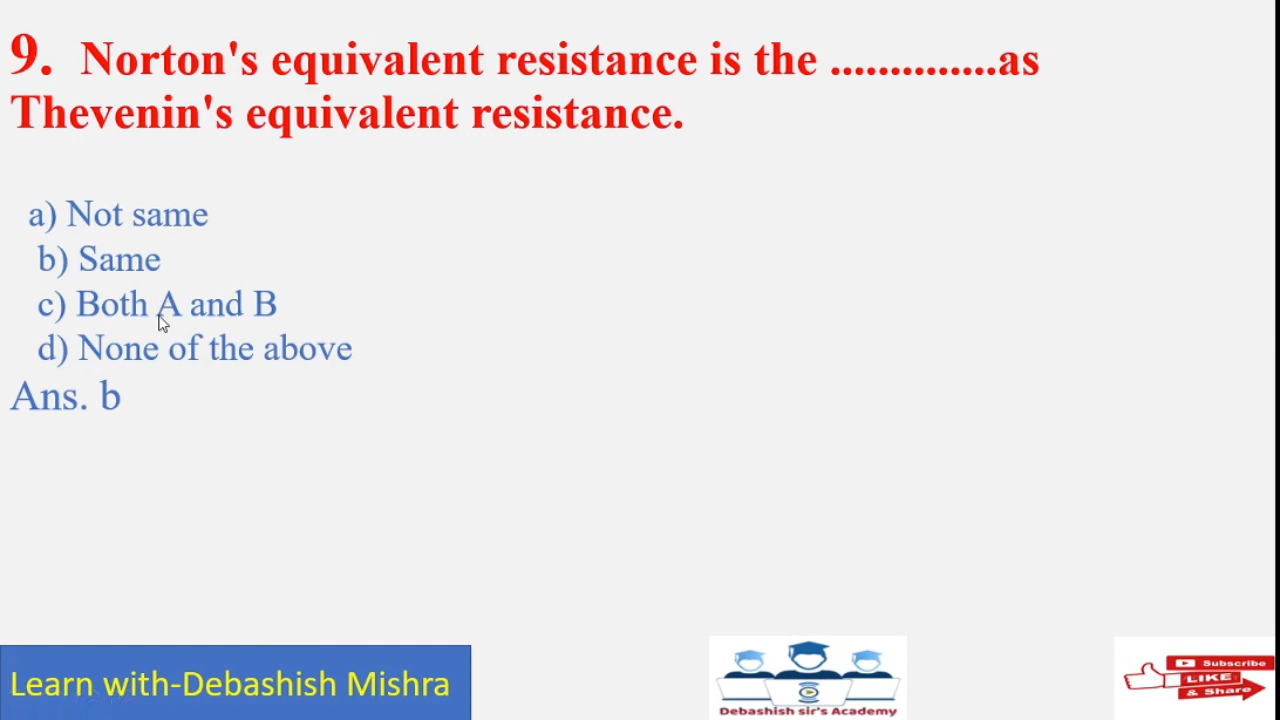 9. Norton's equivalent resistance is the ..............as
Thevenin's equivalent resistance.
a) Not same
b) Same
c) Both A and B
d) None of the above
Ans. b
Learn with-Debashish Mishra
Debashish sir's Academy
Subscribe
LIKE
& Share